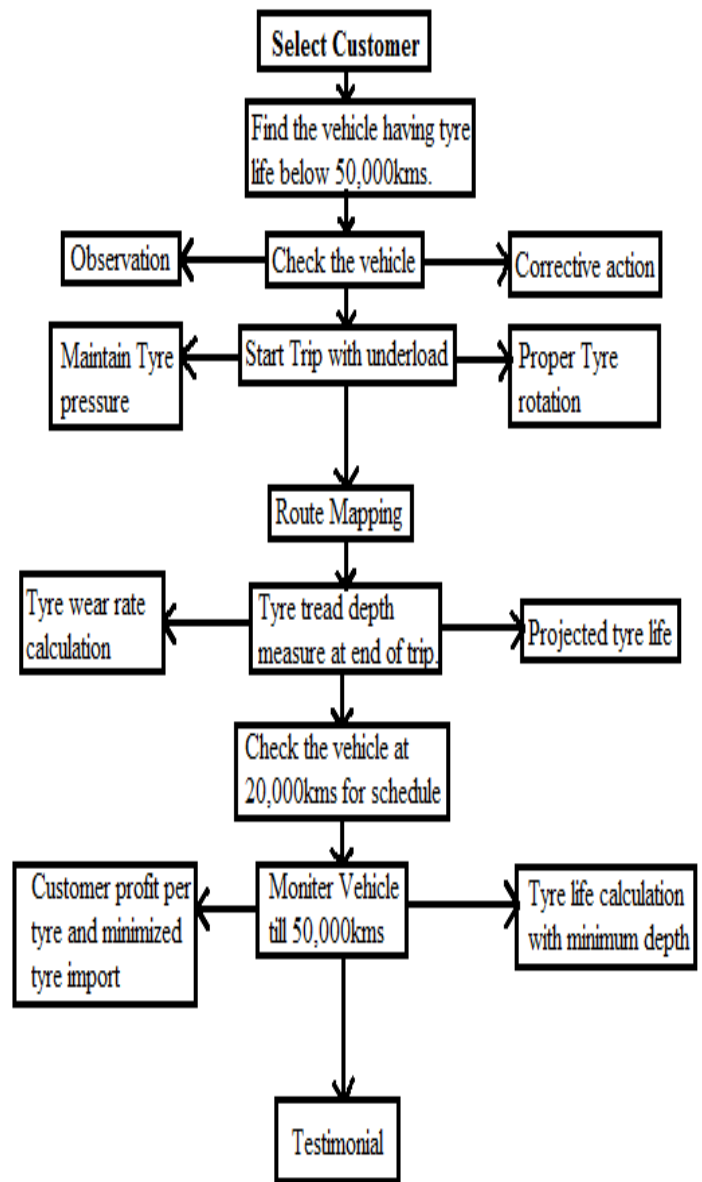 Select Customer
Find the vehicle having tyre
life below 50,000kms.
Observation
Check the vehicle
Corrective action
Maintain Tyre
pressure
Start Trip with underload
Proper Tyre
rotation
Route Mapping
Tyre wear rate
calculation
Tyre tread depth
measure at end of trip.
Projected tyre life
Check the vehicle at
20,000kms for schedule
Customer profit per
tyre and minimized
tyre import
Moniter Vehicle
till 50,000kms
Tyre life calculation
with minimum depth
Testimonial